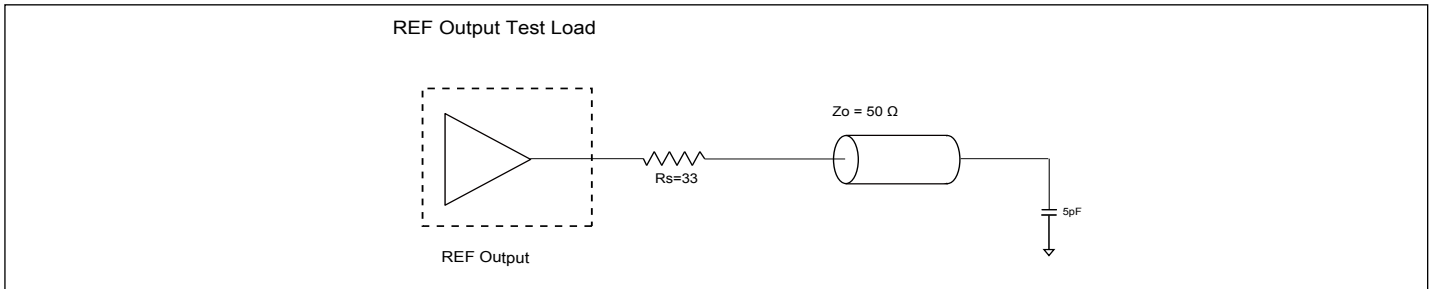 REF Output Test Load
Zo = 50 Ω
Rs=33
5pF
REF Output